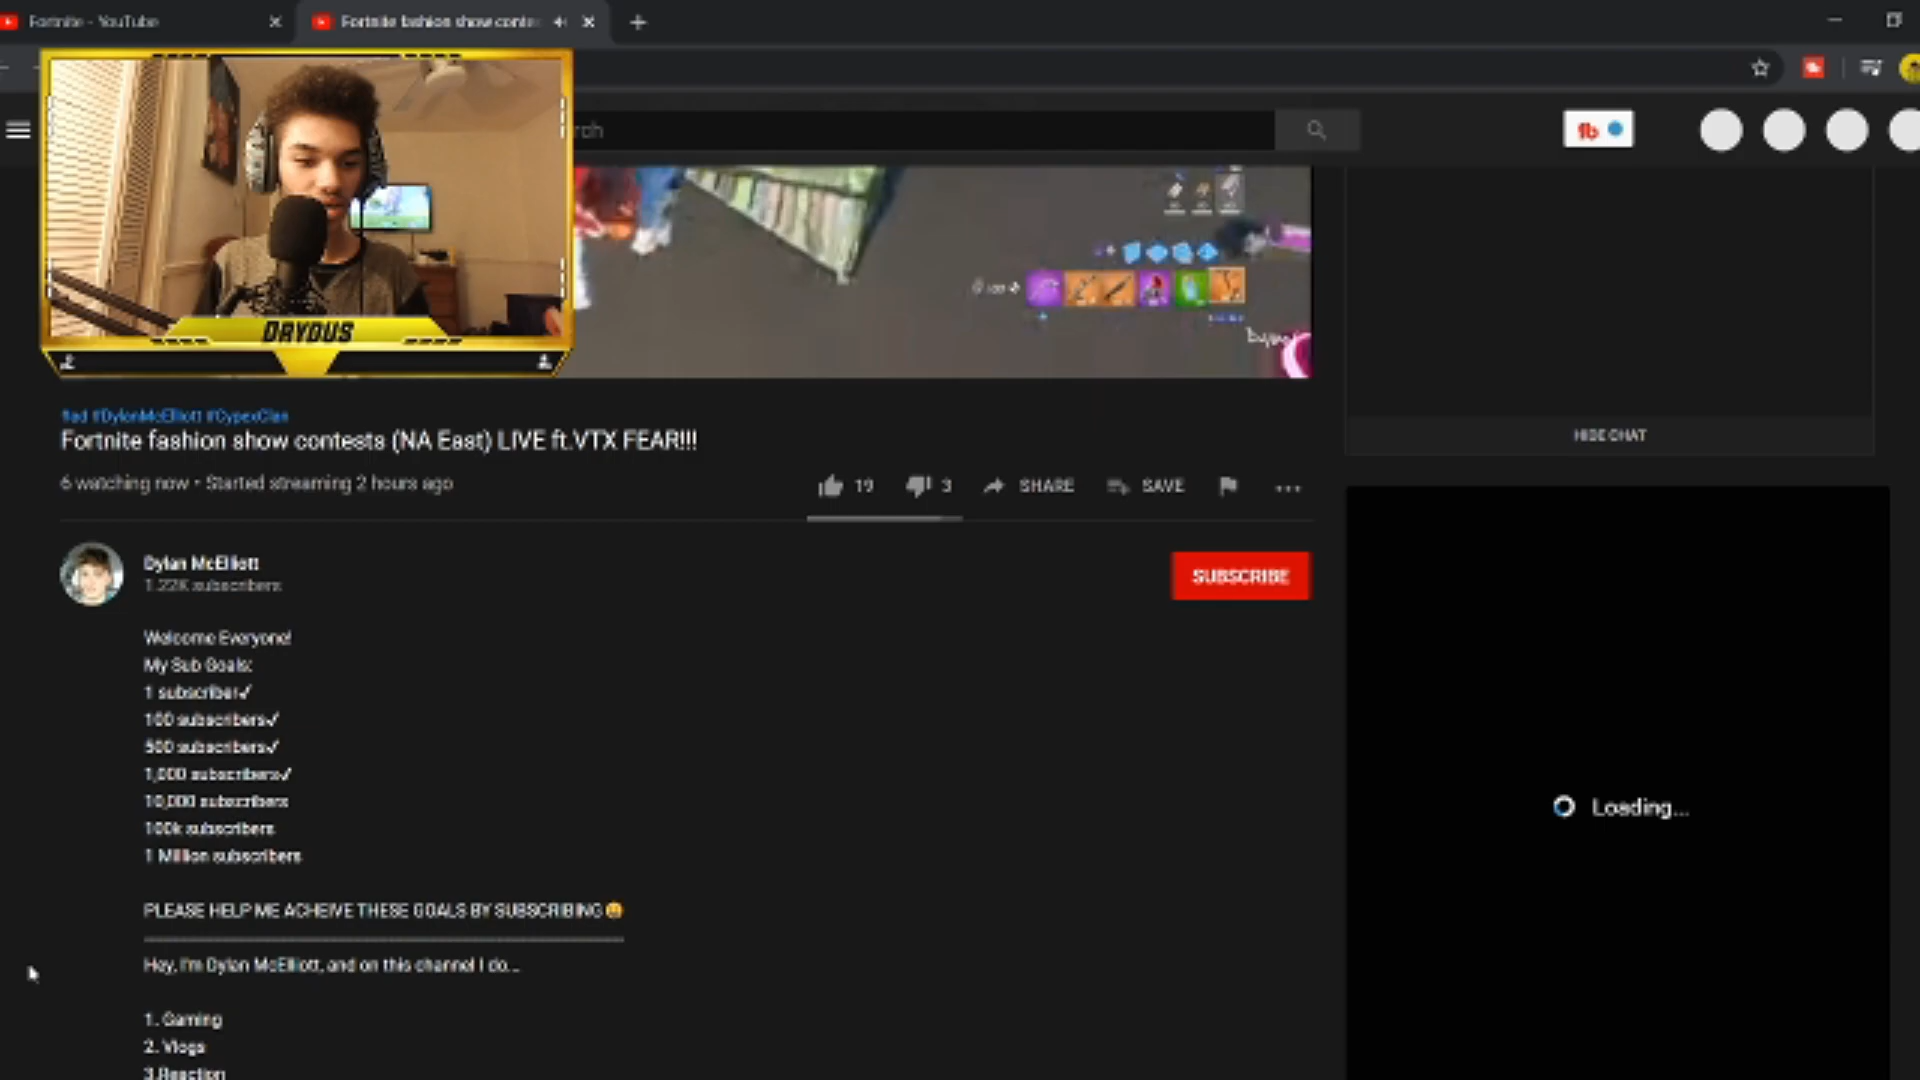 Fortnite - YouTube
Fortnite fashion show conte
rch
DRYDUS
#ad #DylanMcElliott #CypexClan
Fortnite fashion show contests (NA East) LIVE ft.VTX FEAR!!!
6 watching now • Started streaming 2 hours ago
19
3
SHARE
SAVE
HIDE CHAT
Dylan McElliott
1.22K subscribers
SUBSCRIBE
Welcome Everyone!
My Sub Goals:
1 subscriber✓
100 subscribers✓
500 subscribers✓
1,000 subscribers✓
10,000 subscribers
100k subscribers
1 Million subscribers
PLEASE HELP ME ACHEIVE THESE GOALS BY SUBSCRIBING😀
Hey, I'm Dylan McElliott, and on this channel I do...
1. Gaming
2. Vlogs
3.Reaction
Loading...